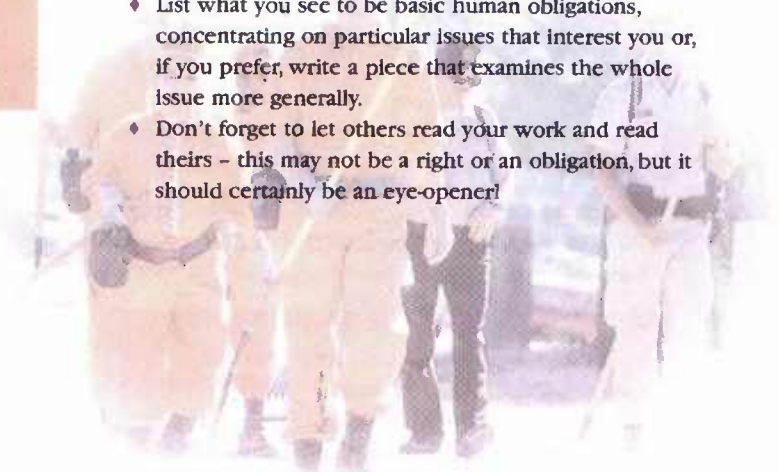 ♦ List what you see to be basic human obligations,
concentrating on particular issues that interest you or,
if you prefer, write a piece that examines the whole
issue more generally.
♦ Don't forget to let others read your work and read
theirs – this may not be a right or an obligation, but it
should certainly be an eye-opener!